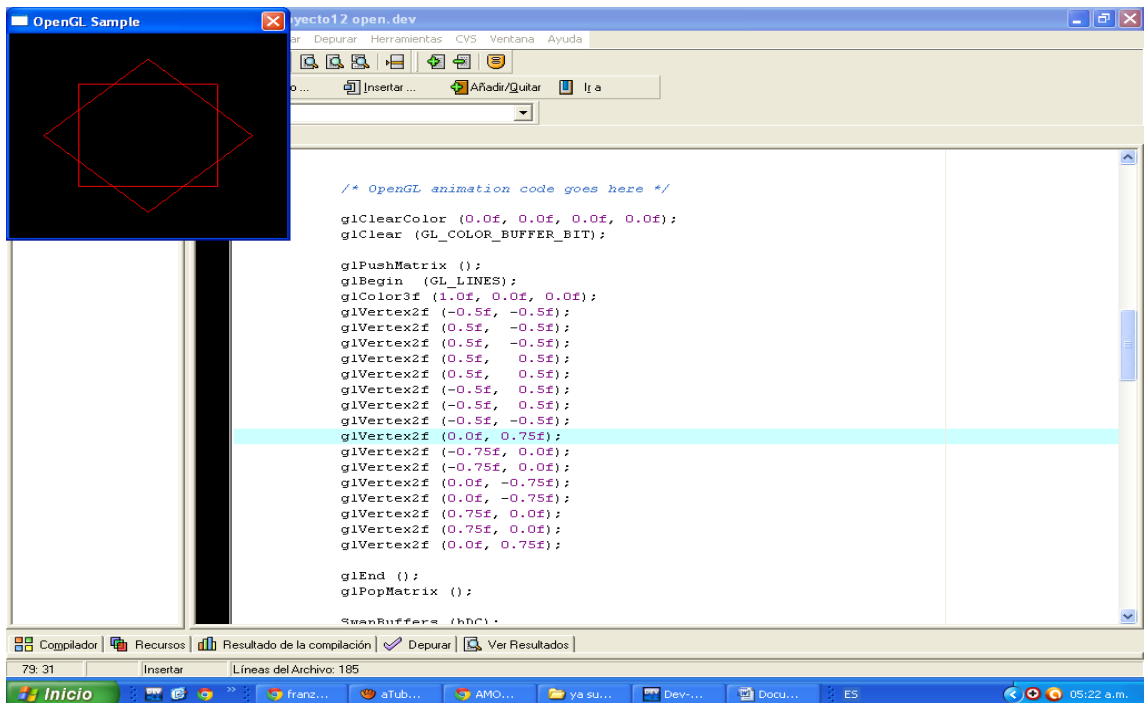 OpenGL Sample
yecto12 open.dev
ar Depurar Herramientas CVS Ventana Ayuda
o ... Insertar ... Añadir/Quitar Ir a
/* OpenGL animation code goes here */
glClearColor (0.0f, 0.0f, 0.0f, 0.0f);
glClear (GL_COLOR_BUFFER_BIT);
glPushMatrix ();
glBegin (GL_LINES);
glColor3f (1.0f, 0.0f, 0.0f);
glVertex2f (-0.5f, -0.5f);
glVertex2f (0.5f, -0.5f);
glVertex2f (0.5f, -0.5f);
glVertex2f (0.5f, 0.5f);
glVertex2f (0.5f, 0.5f);
glVertex2f (-0.5f, 0.5f);
glVertex2f (-0.5f, 0.5f);
glVertex2f (-0.5f, -0.5f);
glVertex2f (0.0f, 0.75f);
glVertex2f (-0.75f, 0.0f);
glVertex2f (-0.75f, 0.0f);
glVertex2f (0.0f, -0.75f);
glVertex2f (0.0f, -0.75f);
glVertex2f (0.75f, 0.0f);
glVertex2f (0.75f, 0.0f);
glVertex2f (0.0f, 0.75f);
glEnd ();
glPopMatrix ();
SwapBuffers (hDC);
Compilador Recursos Resultado de la compilación Depurar Ver Resultados
79: 31 Insertar Líneas del Archivo: 185
Inicio » franz... aTub... AMO... ya su... Dev-... Docu... ES 05:22 a.m.